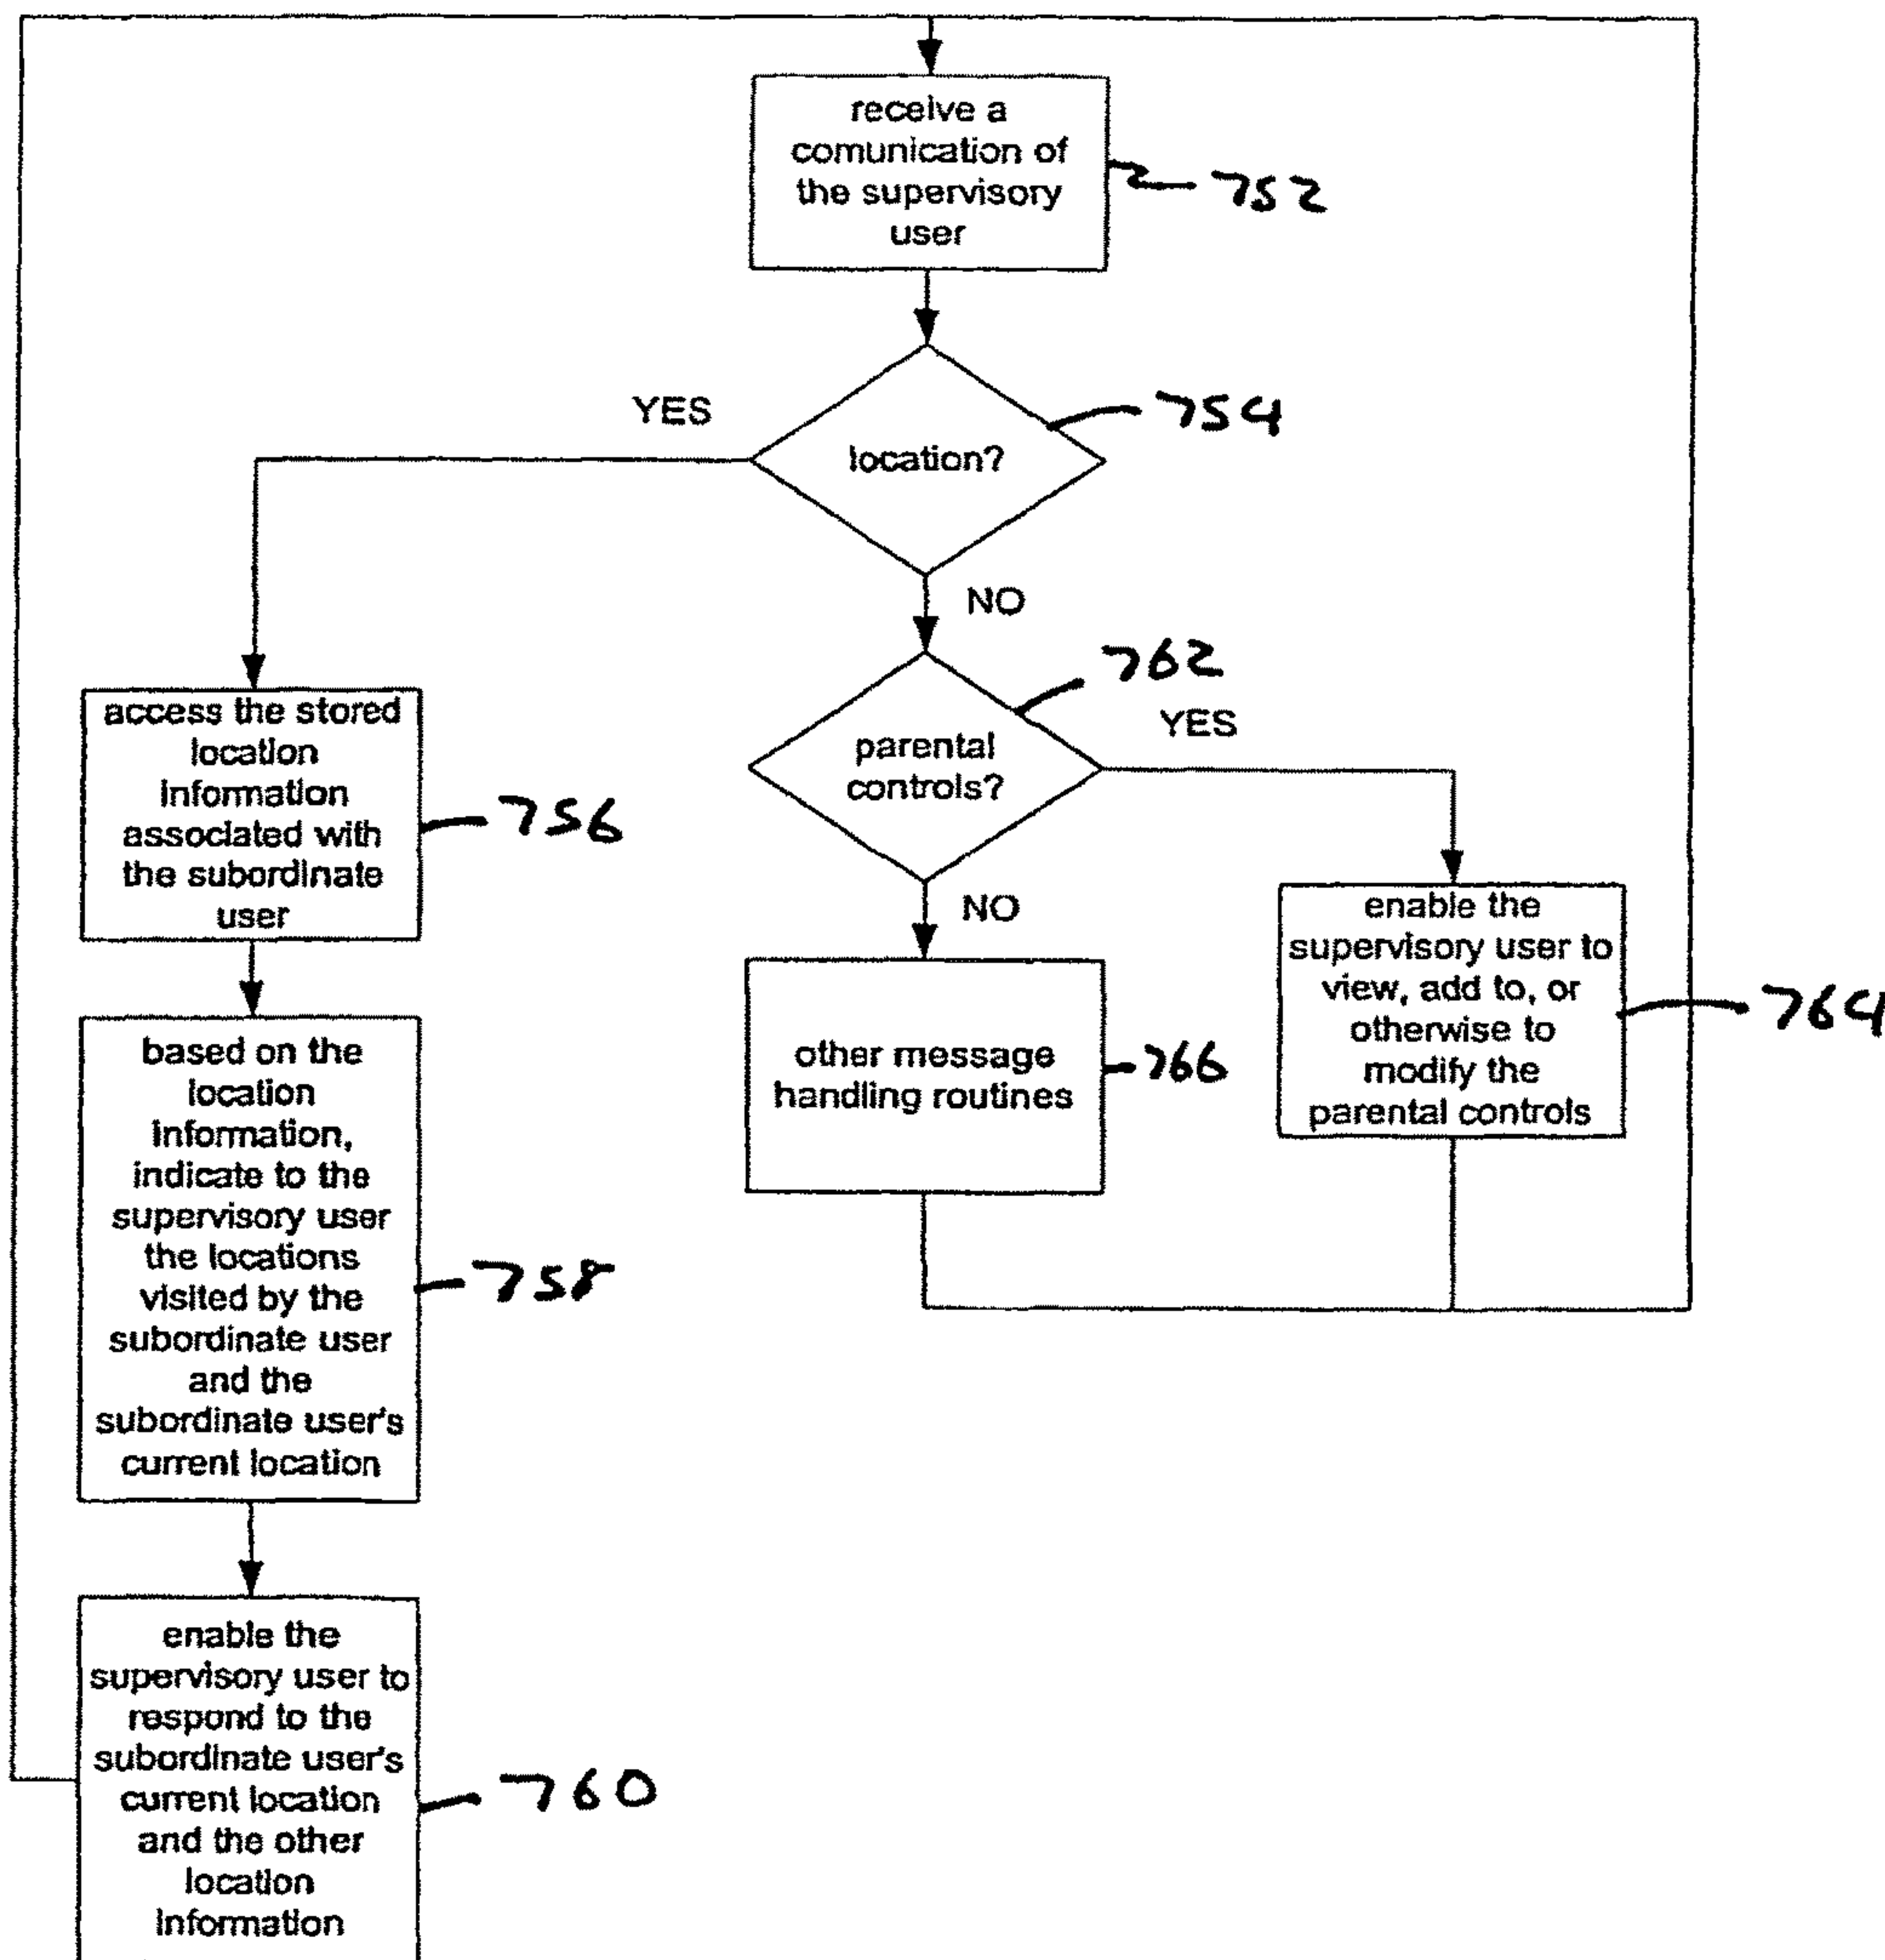 receive a
comunication of
the supervisory
user
752
YES
location?
754
NO
762
YES
parental
controls?
access the stored
location
information
associated with
the subordinate
user
756
NO
enable the
supervisory user to
view, add to, or
otherwise to
modify the
parental controls
764
other message
handling routines
766
based on the
location
information,
indicate to the
supervisory user
the locations
visited by the
subordinate user
and the
subordinate user's
current location
758
enable the
supervisory user to
respond to the
subordinate user's
current location
and the other
location
information
760